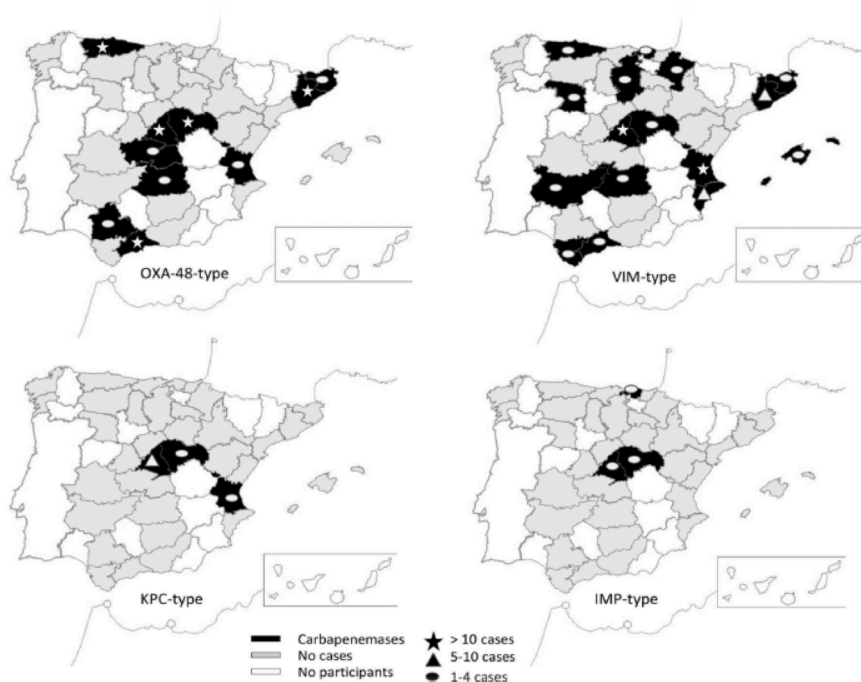 OXA-48-type
VIM-type
KPC-type
IMP-type
Carbapenemases
No cases
No participants
> 10 cases
5-10 cases
1-4 cases